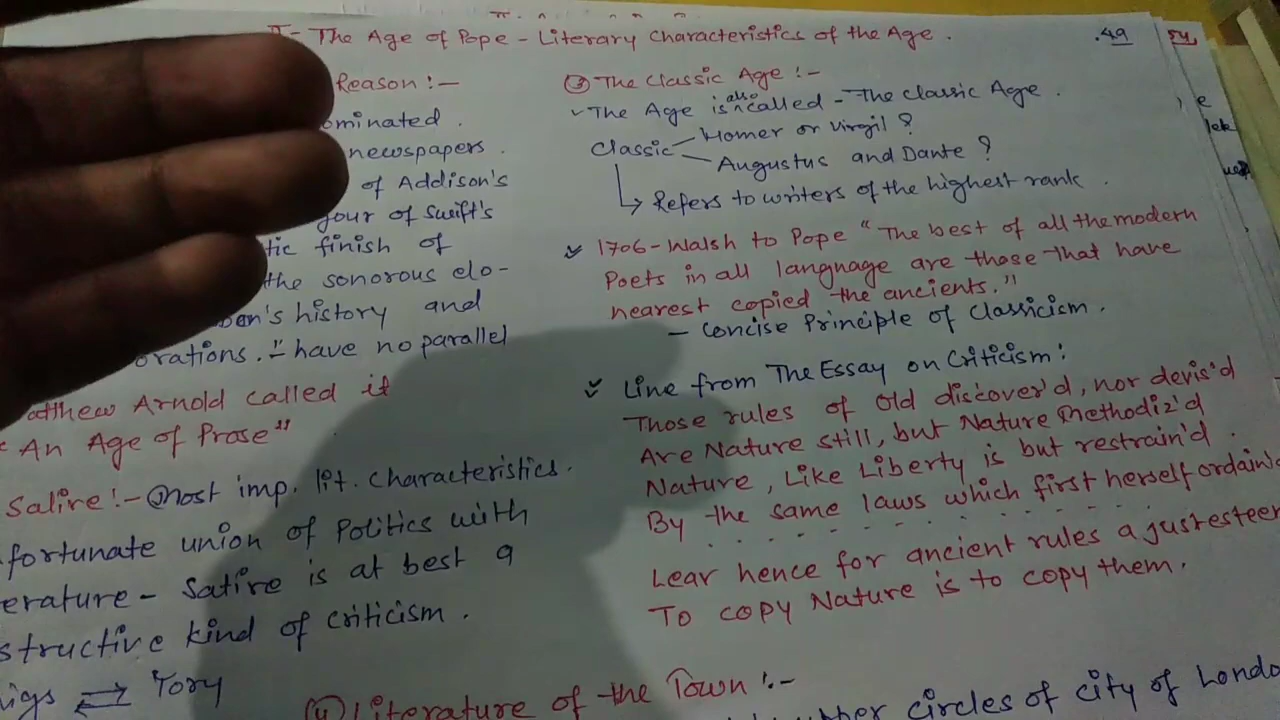 II - The Age of Pope - Literary Characteristics of the Age .
.49
54
Reason :-
ominated .
newspapers .
of Addison's
gour of Swift's
tic finish of
the sonorous elo-
bon's history and
orations." - have no parallel
atthew Arnold called it
" An Age of Prose"
Satire :- Most imp. lit. characteristics.
fortunate union of Politics with
erature - Satire is at best a
structive kind of criticism .
higs ⇄ Tory
③ The Classic Age :-
The Age is also called - The Classic Age .
Classic Homer or Virgil ?
Augustus and Dante ?
↳ Refers to writers of the highest rank .
1706 - Walsh to Pope " The best of all the modern
Poets in all language are those that have
nearest copied the ancients."
- Concise Principle of Classicism .
Line from The Essay on Criticism :
Those rules of old discover'd, nor devis'd
Are Nature still, but Nature Methodiz'd
Nature, Like Liberty is but restrain'd .
By the same laws which first herself ordain'd
. . . . . . . . . . .
Lear hence for ancient rules a just esteem
To copy Nature is to copy them .
④ Literature of the Town :-
circles of city of London